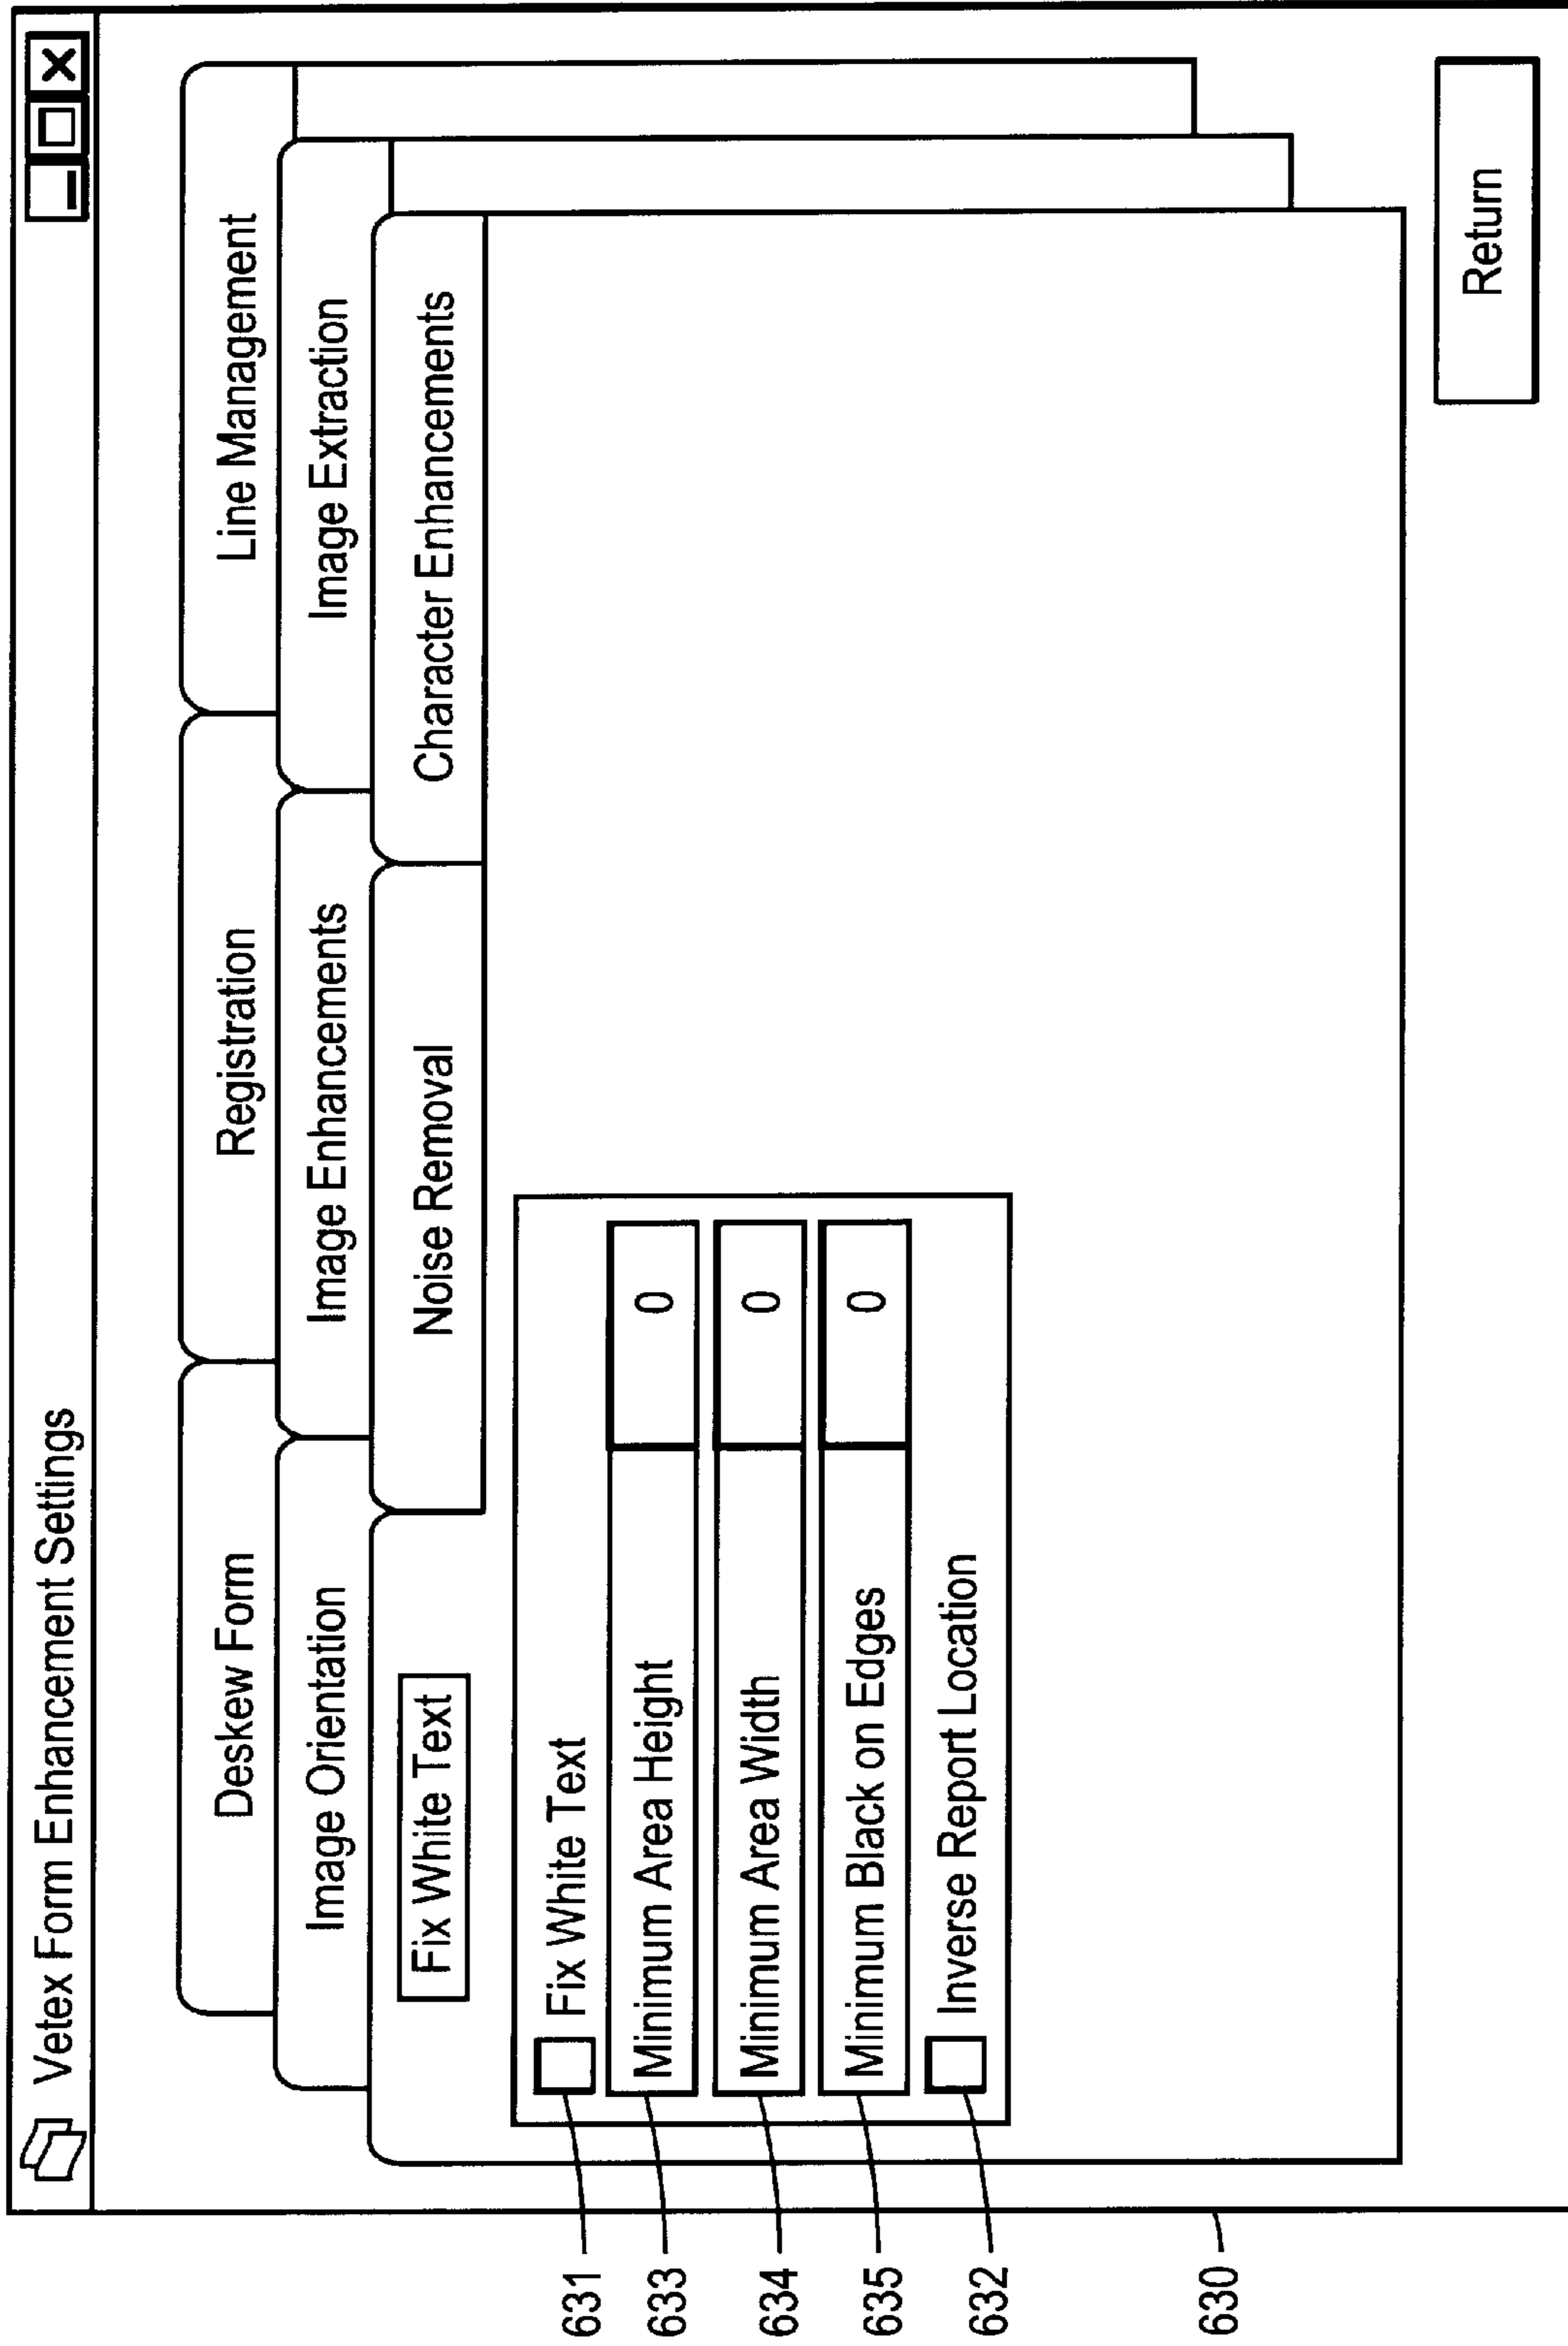 Vetex Form Enhancement Settings
Deskew Form Registration Line Management
Image Orientation Image Enhancements Image Extraction
Fix White Text Noise Removal Character Enhancements
631 Fix White Text
633 Minimum Area Height 0
634 Minimum Area Width 0
635 Minimum Black on Edges 0
632 Inverse Report Location
630
Return